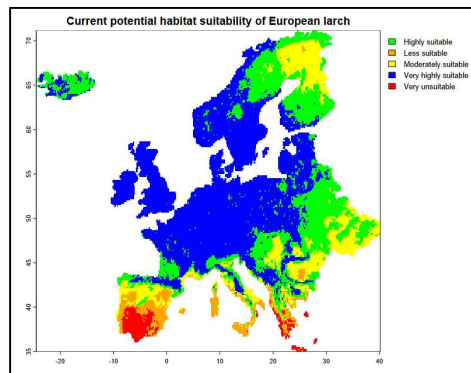 Current potential habitat suitability of European larch
Highly suitable
Less suitable
Moderately suitable
Very highly suitable
Very unsuitable
70
65
60
55
50
45
40
35
-20
-10
0
10
20
30
40